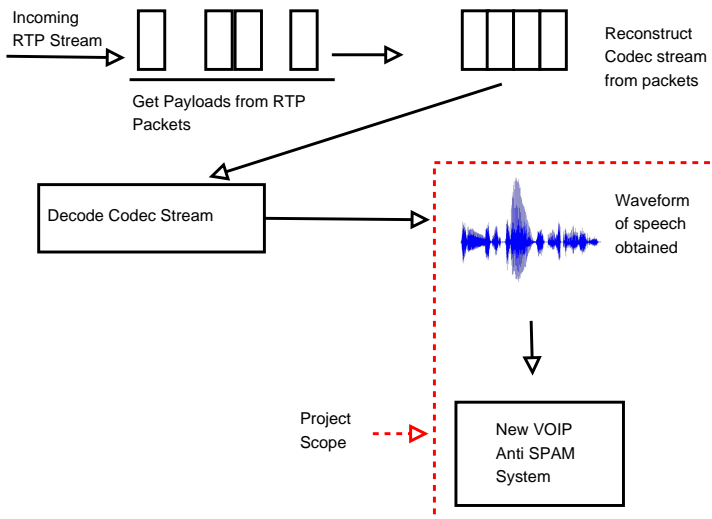 Incoming
RTP Stream
Get Payloads from RTP
Packets
Reconstruct
Codec stream
from packets
Decode Codec Stream
Waveform
of speech
obtained
Project
Scope
New VOIP
Anti SPAM
System